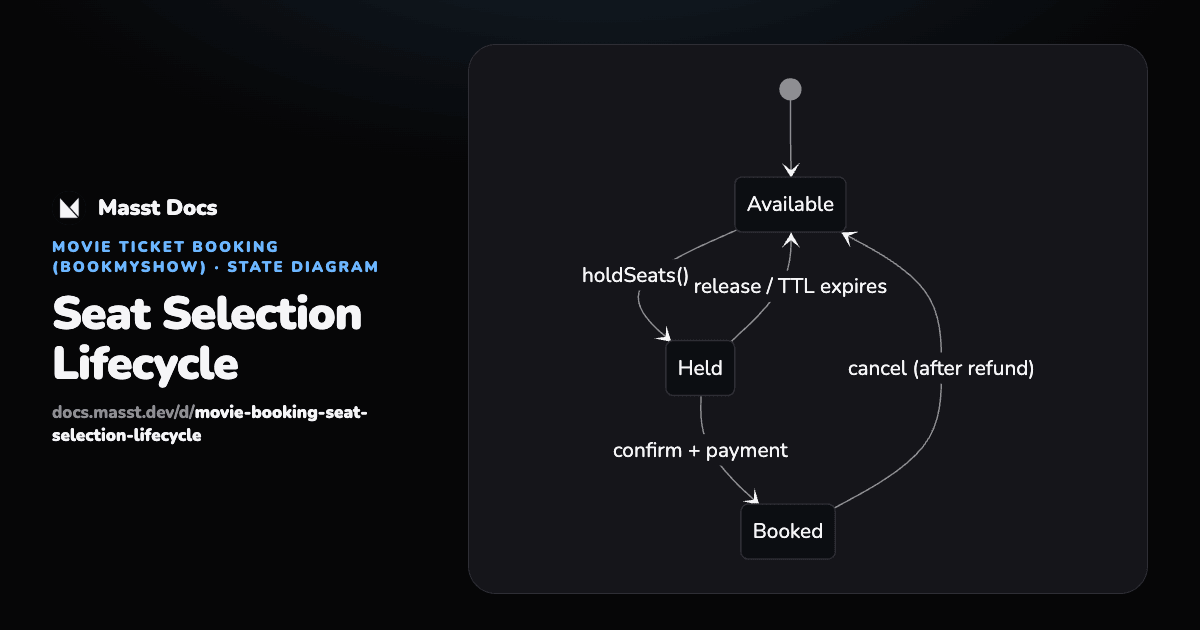 Masst Docs
MOVIE TICKET BOOKING
(BOOKMYSHOW) · STATE DIAGRAM
Seat Selection
Lifecycle
docs.masst.dev/d/movie-booking-seat-
selection-lifecycle
Available
holdSeats()
release / TTL expires
Held
cancel (after refund)
confirm + payment
Booked